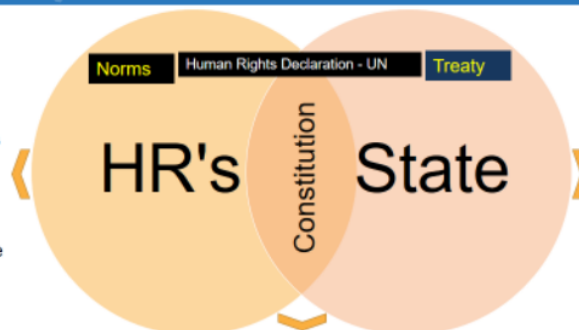 Norms
Human Rights Declaration - UN
Treaty
HR's
Constitution
State
e